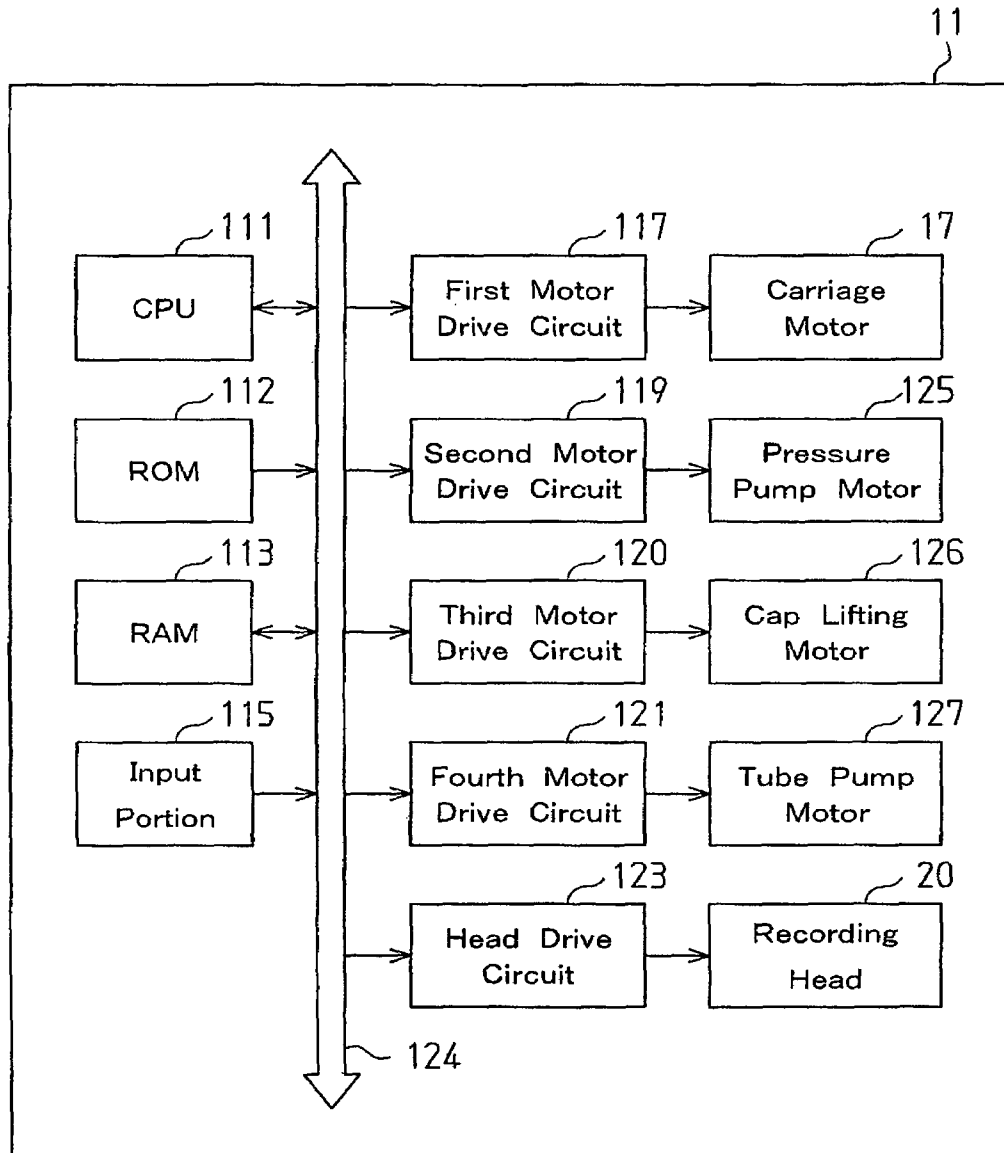 11
111
CPU
117
First Motor
Drive Circuit
17
Carriage
Motor
112
ROM
119
Second Motor
Drive Circuit
125
Pressure
Pump Motor
113
RAM
120
Third Motor
Drive Circuit
126
Cap Lifting
Motor
115
Input
Portion
121
Fourth Motor
Drive Circuit
127
Tube Pump
Motor
123
Head Drive
Circuit
20
Recording
Head
124